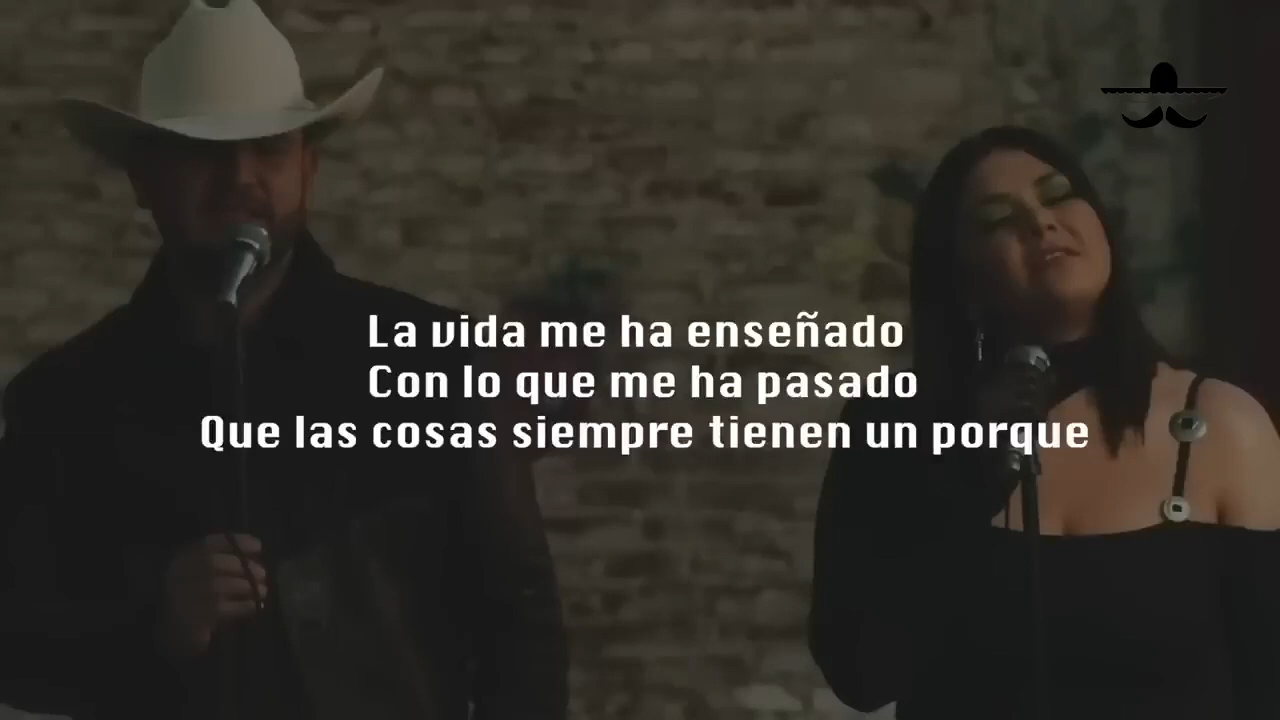 La vida me ha enseñado
Con lo que me ha pasado
Que las cosas siempre tienen un porque